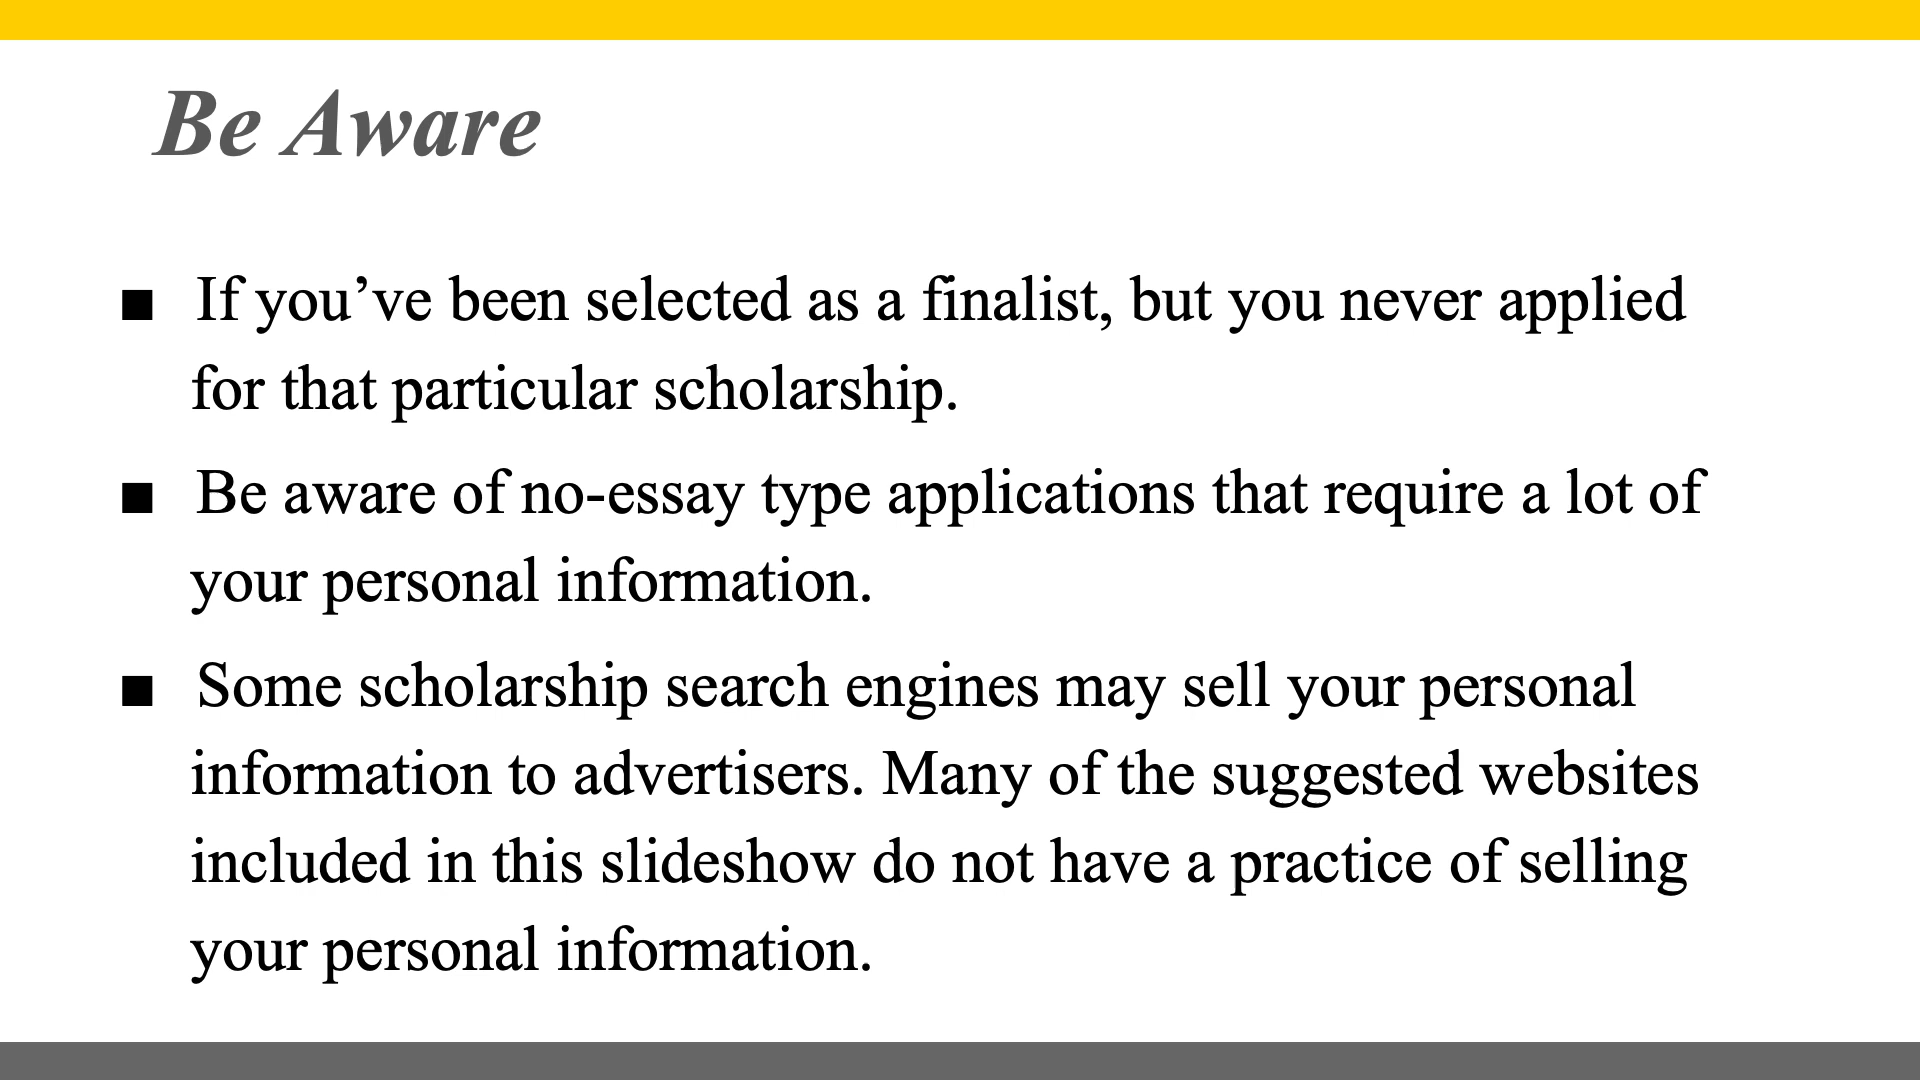 Be Aware
■ If you’ve been selected as a finalist, but you never applied
for that particular scholarship.
■ Be aware of no-essay type applications that require a lot of
your personal information.
■ Some scholarship search engines may sell your personal
information to advertisers. Many of the suggested websites
included in this slideshow do not have a practice of selling
your personal information.